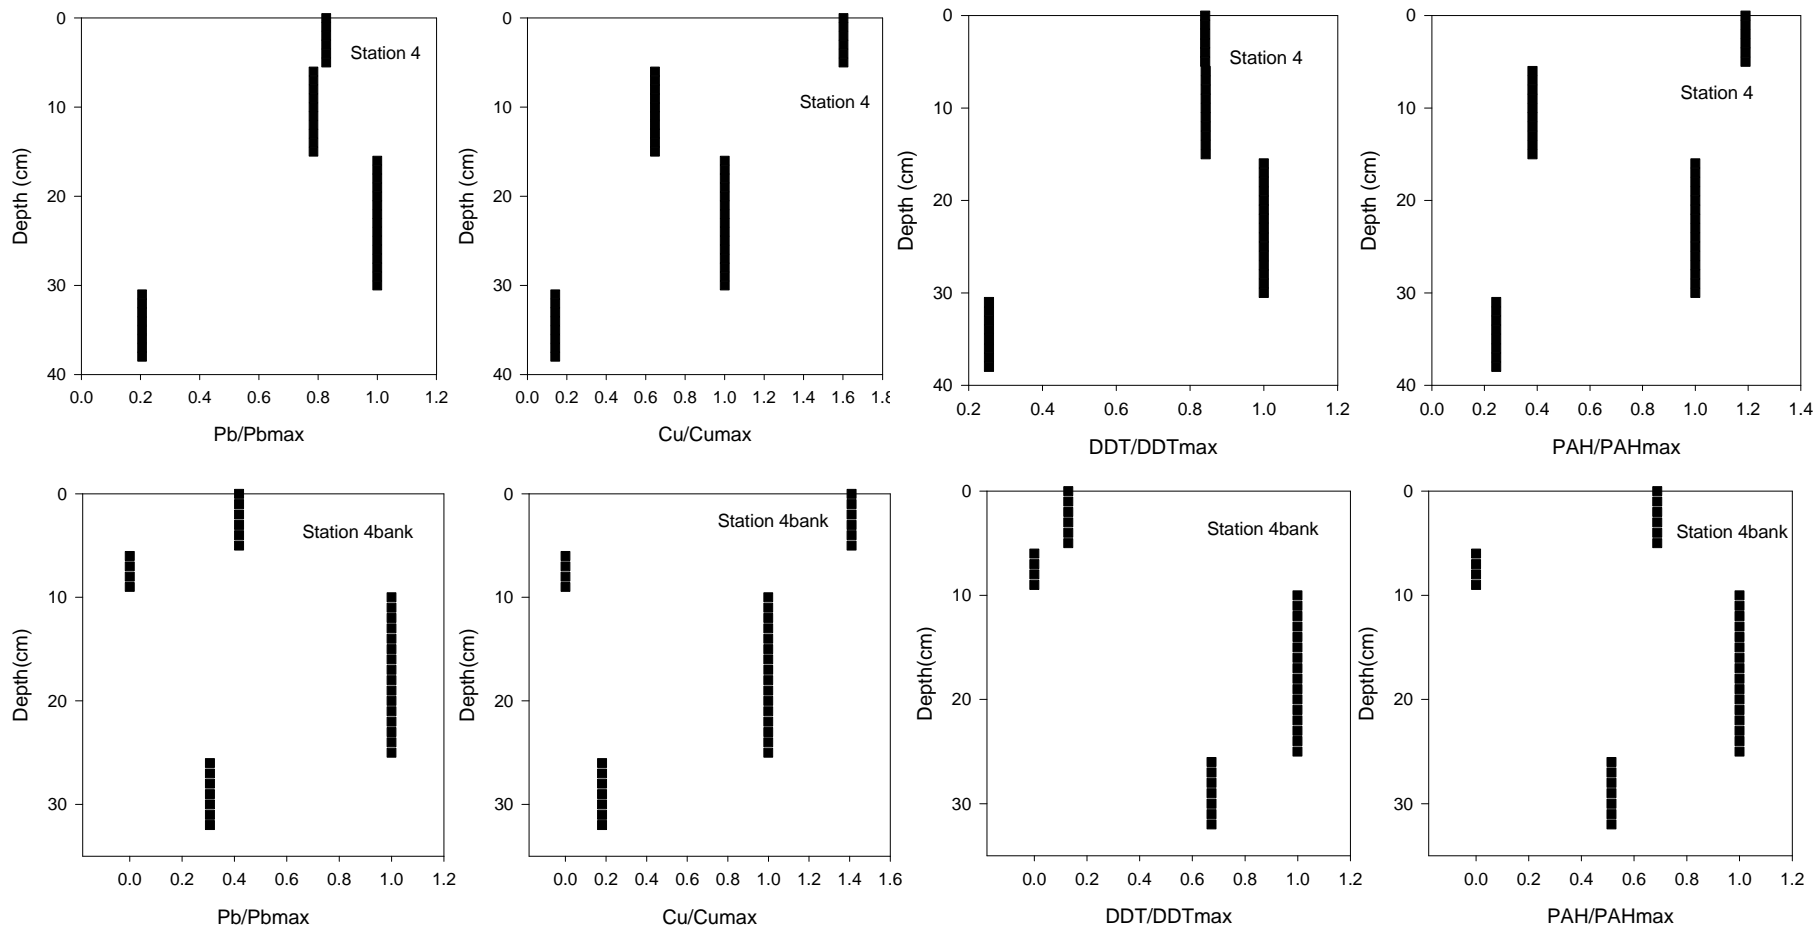 0
10
20
30
40
Depth (cm)
Station 4
0.0 0.2 0.4 0.6 0.8 1.0 1.2
Pb/Pbmax
0
10
20
30
40
Depth (cm)
Station 4
0.0 0.2 0.4 0.6 0.8 1.0 1.2 1.4 1.6 1.8
Cu/Cumax
0
10
20
30
40
Depth (cm)
Station 4
0.2 0.4 0.6 0.8 1.0 1.2
DDT/DDTmax
0
10
20
30
40
Depth (cm)
Station 4
0.0 0.2 0.4 0.6 0.8 1.0 1.2 1.4
PAH/PAHmax
0
10
20
30
Depth(cm)
Station 4bank
0.0 0.2 0.4 0.6 0.8 1.0 1.2
Pb/Pbmax
0
10
20
30
Depth(cm)
Station 4bank
0.0 0.2 0.4 0.6 0.8 1.0 1.2 1.4 1.6
Cu/Cumax
0
10
20
30
Depth(cm)
Station 4bank
0.0 0.2 0.4 0.6 0.8 1.0 1.2
DDT/DDTmax
0
10
20
30
Depth(cm)
Station 4bank
0.0 0.2 0.4 0.6 0.8 1.0 1.2
PAH/PAHmax